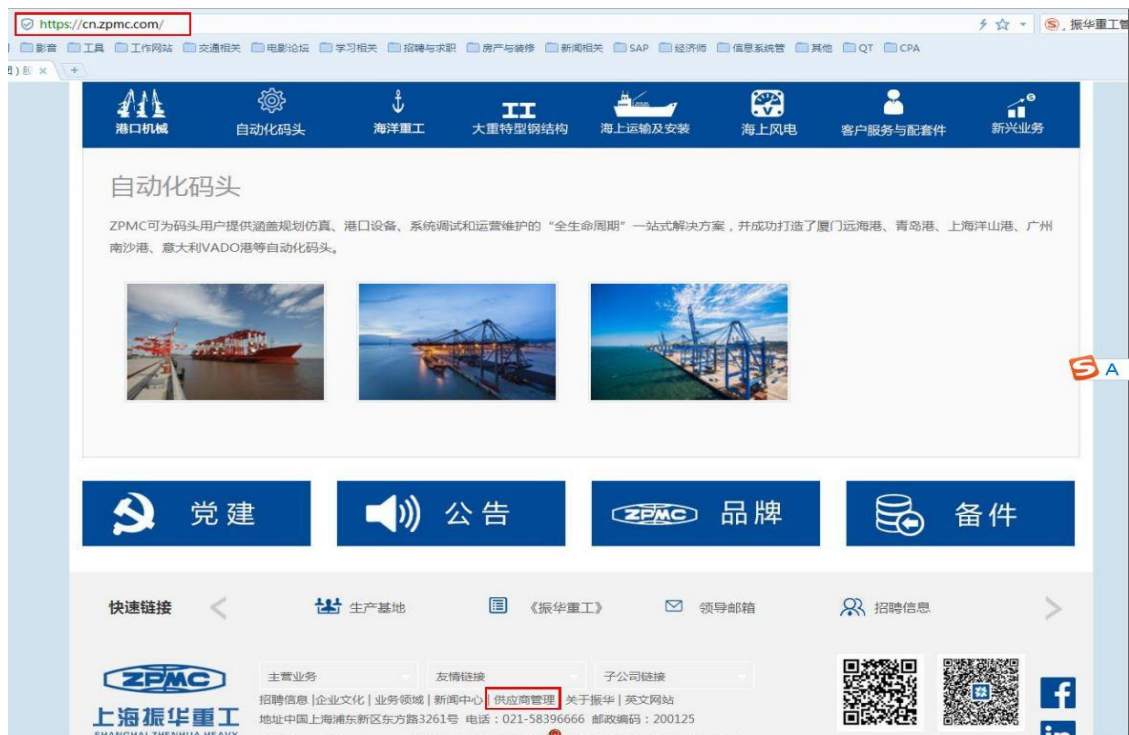 https://cn.zpmc.com/
振华重工管
影音 工具 工作网站 交通相关 电影论坛 学习相关 招聘与求职 房产与装修 新闻相关 SAP 经济师 信息系统管 其他 QT CPA
港口机械 自动化码头 海洋重工 大重特型钢结构 海上运输及安装 海上风电 客户服务与配套件 新兴业务
自动化码头
ZPMC可为码头用户提供涵盖规划仿真、港口设备、系统调试和运营维护的“全生命周期”一站式解决方案，并成功打造了厦门远海港、青岛港、上海洋山港、广州
南沙港、意大利VADO港等自动化码头。
A
党建 公告 ZPMC 品牌 备件
快速链接 生产基地 《振华重工》 领导邮箱 招聘信息
ZPMC
主营业务 友情链接 子公司链接
招聘信息 |企业文化 | 业务领域 | 新闻中心 | 供应商管理 | 关于振华 | 英文网站
上海振华重工
地址中国上海浦东新区东方路3261号 电话：021-58396666 邮政编码：200125
SHANGHAI ZHENHUA HEAVY
f
in